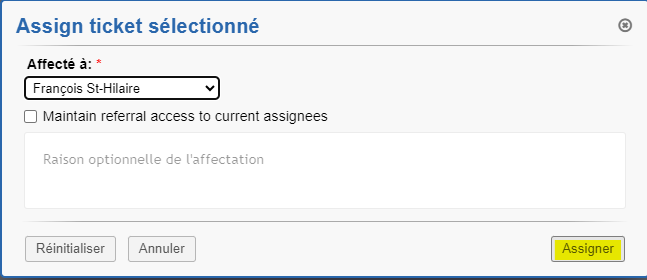 Assign ticket sélectionné
Affecté à: *
François St-Hilaire
Maintain referral access to current assignees
Raison optionnelle de l'affectation
Réinitialiser Annuler Assigner